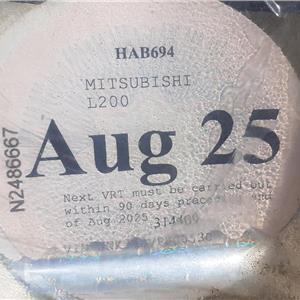 HAB694
MITSUBISHI
L200
Aug 25
N2486667
Next VRT must be carried out
within 90 days end
of Aug 2025